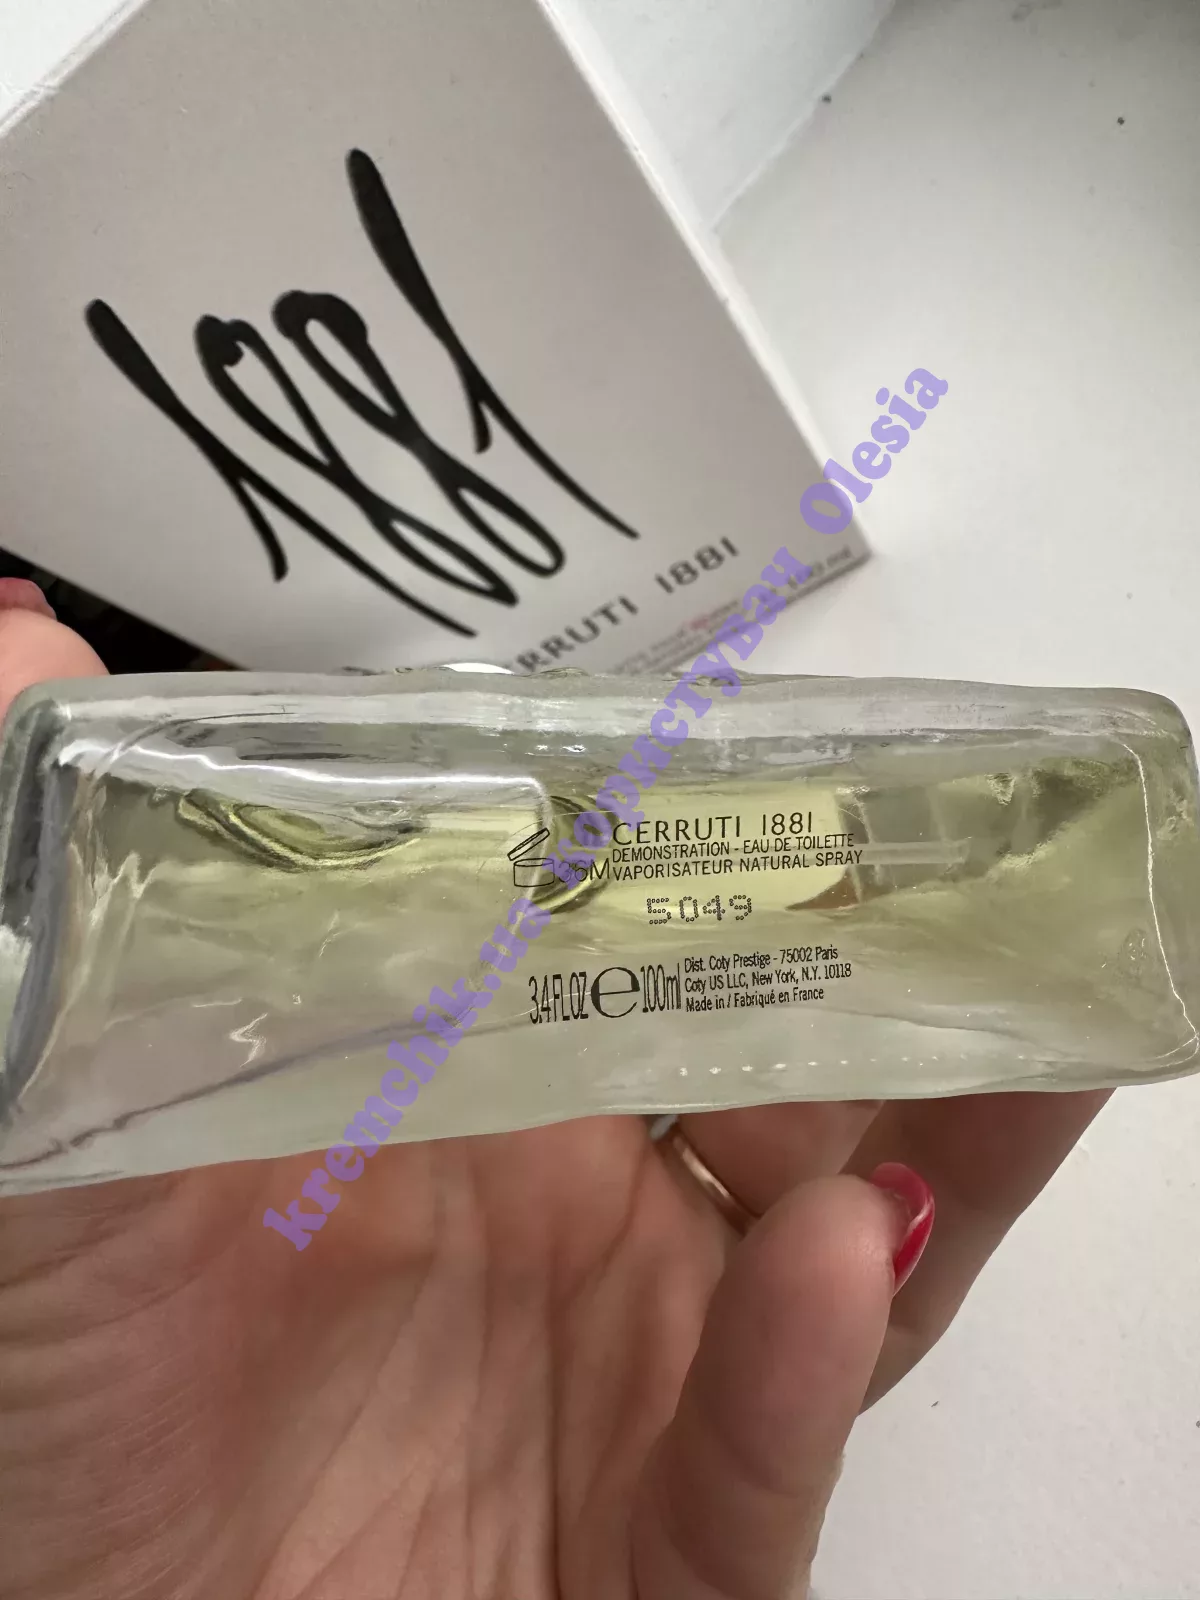 1881
CERRUTI 1881
100 ml
36M
CERRUTI 1881
DEMONSTRATION - EAU DE TOILETTE
VAPORISATEUR NATURAL SPRAY
5049
3.4 FL OZ e 100ml
Dist. Coty Prestige - 75002 Paris
Coty US LLC, New York, N.Y. 10118
Made in / Fabriqué en France
kremchik.ua користувач Olesia